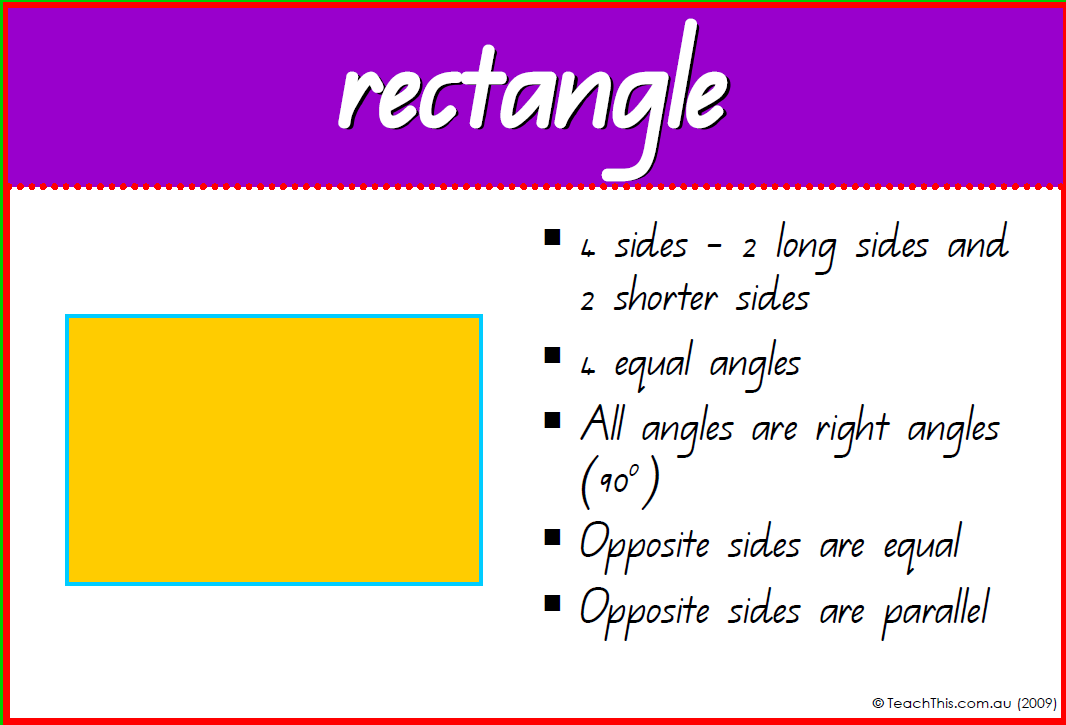 rectangle
▪ 4 sides - 2 long sides and
2 shorter sides
▪ 4 equal angles
▪ All angles are right angles
(90°)
▪ Opposite sides are equal
▪ Opposite sides are parallel
© TeachThis.com.au (2009)